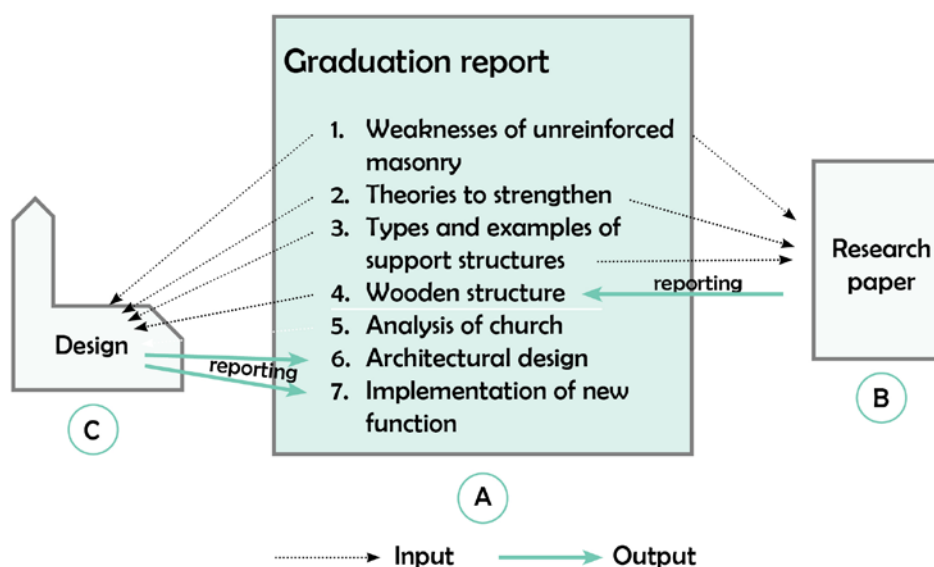 Graduation report
1. Weaknesses of unreinforced
masonry
2. Theories to strengthen
3. Types and examples of
support structures
4. Wooden structure
5. Analysis of church
6. Architectural design
7. Implementation of new
function
Design
reporting
C
reporting
Research
paper
B
A
Input
Output